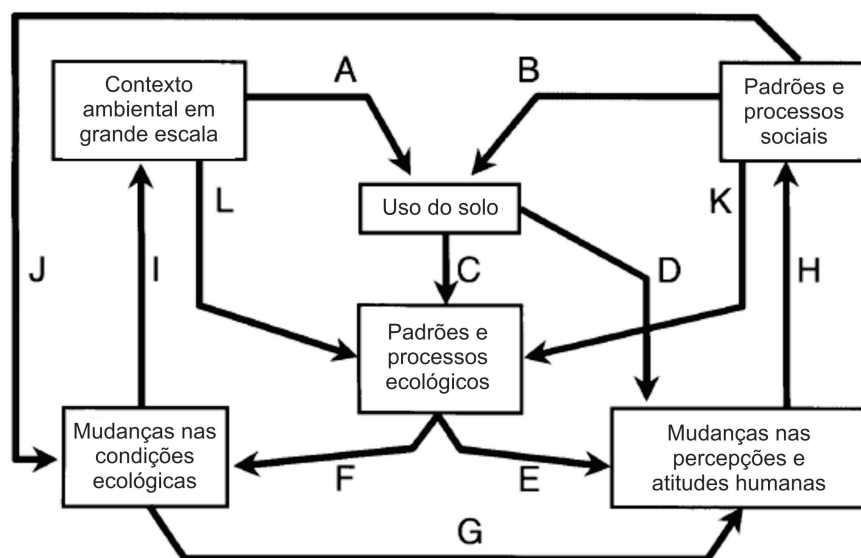 Contexto
ambiental em
grande escala
A
B
Padrões e
processos
sociais
L
Uso do solo
K
J
I
C
D
H
Padrões e
processos
ecológicos
Mudanças nas
condições
ecológicas
F
E
Mudanças nas
percepções e
atitudes humanas
G